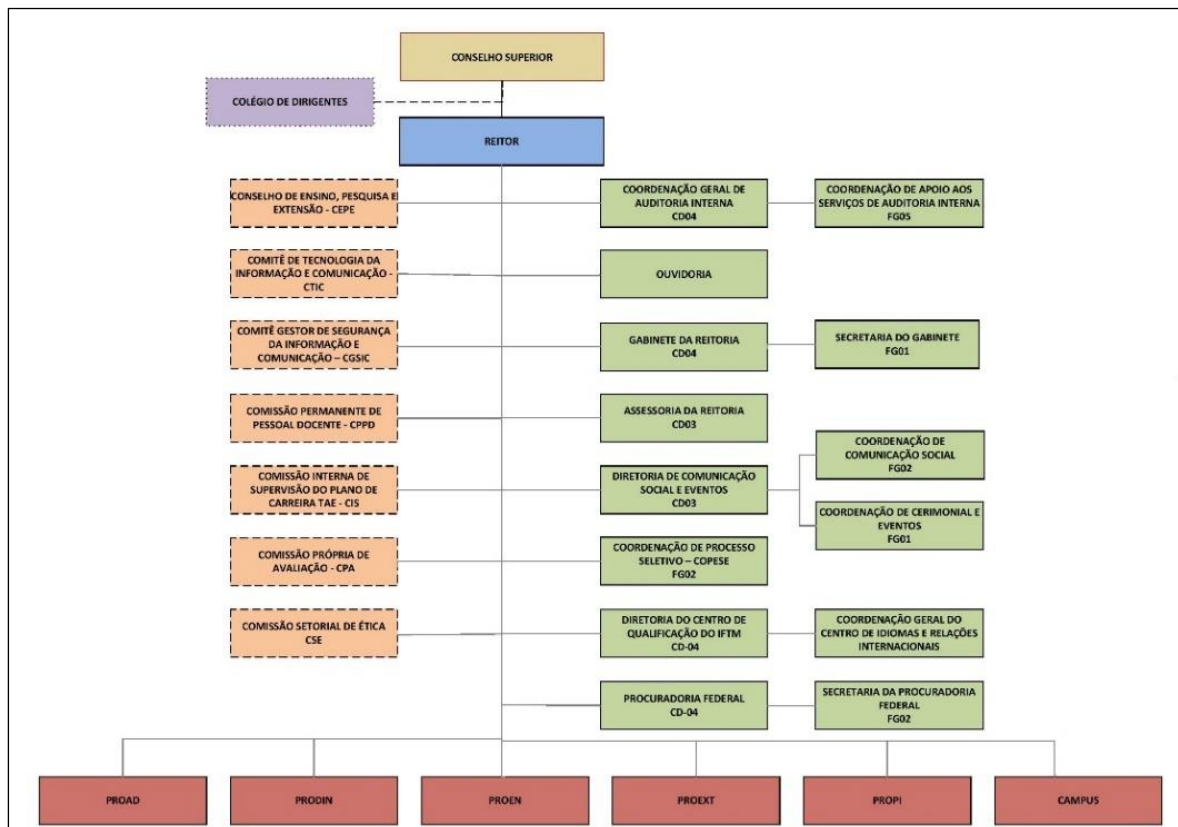 CONSELHO SUPERIOR
COLÉGIO DE DIRIGENTES
REITOR
CONSELHO DE ENSINO, PESQUISA E
EXTENSÃO - CEPE
COORDENAÇÃO GERAL DE
AUDITORIA INTERNA
CD04
COORDENAÇÃO DE APOIO AOS
SERVIÇOS DE AUDITORIA INTERNA
FG05
COMITÊ DE TECNOLOGIA DA
INFORMAÇÃO E COMUNICAÇÃO -
CTIC
OUVIDORIA
COMITÊ GESTOR DE SEGURANÇA
DA INFORMAÇÃO E
COMUNICAÇÃO – CGSIC
GABINETE DA REITORIA
CD04
SECRETARIA DO GABINETE
FG01
COMISSÃO PERMANENTE DE
PESSOAL DOCENTE - CPPD
ASSESSORIA DA REITORIA
CD03
COORDENAÇÃO DE
COMUNICAÇÃO SOCIAL
FG02
COMISSÃO INTERNA DE
SUPERVISÃO DO PLANO DE
CARREIRA TAE - CIS
DIRETORIA DE COMUNICAÇÃO
SOCIAL E EVENTOS
CD03
COORDENAÇÃO DE CERIMONIAL E
EVENTOS
FG01
COMISSÃO PRÓPRIA DE
AVALIAÇÃO - CPA
COORDENAÇÃO DE PROCESSO
SELETIVO – COPESE
FG02
COMISSÃO SETORIAL DE ÉTICA
CSE
DIRETORIA DO CENTRO DE
QUALIFICAÇÃO DO IFTM
CD-04
COORDENAÇÃO GERAL DO
CENTRO DE IDIOMAS E RELAÇÕES
INTERNACIONAIS
PROCURADORIA FEDERAL
CD-04
SECRETARIA DA PROCURADORIA
FEDERAL
FG02
PROAD
PRODIN
PROEN
PROEXT
PROPI
CAMPUS